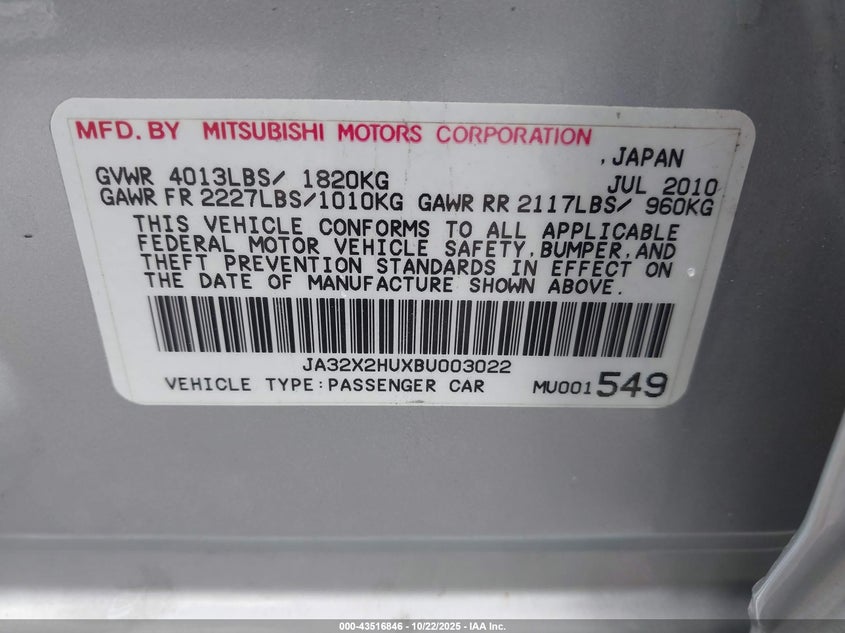 MFD. BY MITSUBISHI MOTORS CORPORATION
, JAPAN
GVWR 4013LBS/ 1820KG JUL 2010
GAWR FR 2227LBS/1010KG GAWR RR 2117LBS/ 960KG
THIS VEHICLE CONFORMS TO ALL APPLICABLE
FEDERAL MOTOR VEHICLE SAFETY, BUMPER, AND
THEFT PREVENTION STANDARDS IN EFFECT ON
THE DATE OF MANUFACTURE SHOWN ABOVE.
JA32X2HUXBU003022
VEHICLE TYPE:PASSENGER CAR MU001549
000-43516846 | 10/22/2025 | IAA Inc.